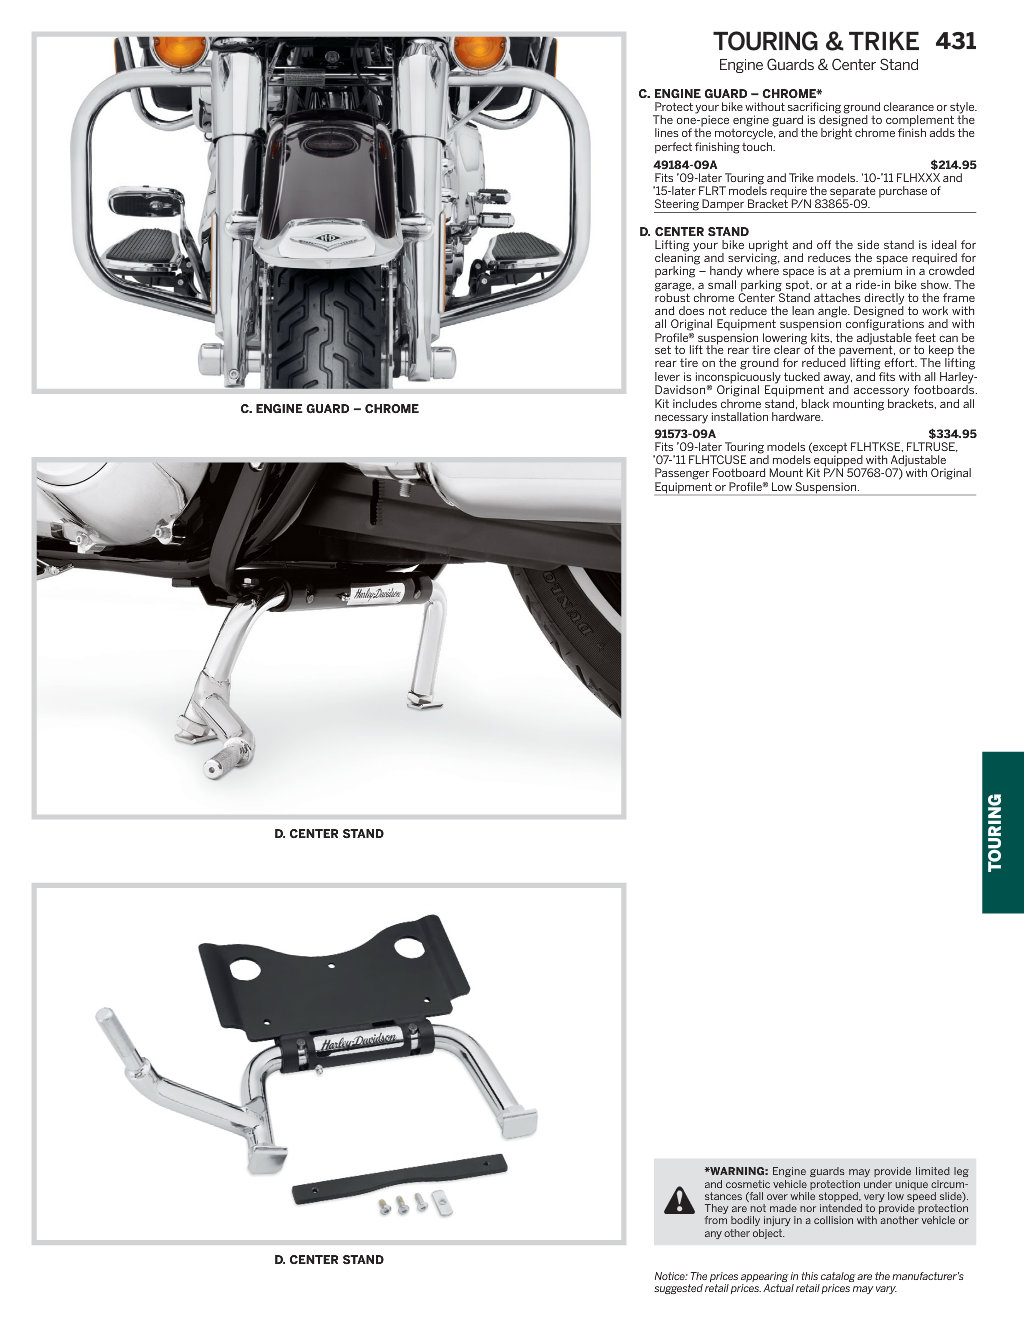 TOURING & TRIKE 431
Engine Guards & Center Stand
C. ENGINE GUARD – CHROME*
Protect your bike without sacrificing ground clearance or style.
The one-piece engine guard is designed to complement the
lines of the motorcycle, and the bright chrome finish adds the
perfect finishing touch.
49184-09A $214.95
Fits ’09-later Touring and Trike models. ’10-’11 FLHXXX and
’15-later FLRT models require the separate purchase of
Steering Damper Bracket P/N 83865-09.
D. CENTER STAND
Lifting your bike upright and off the side stand is ideal for
cleaning and servicing, and reduces the space required for
parking – handy where space is at a premium in a crowded
garage, a small parking spot, or at a ride-in bike show. The
robust chrome Center Stand attaches directly to the frame
and does not reduce the lean angle. Designed to work with
all Original Equipment suspension configurations and with
Profile® suspension lowering kits, the adjustable feet can be
set to lift the rear tire clear of the pavement, or to keep the
rear tire on the ground for reduced lifting effort. The lifting
lever is inconspicuously tucked away, and fits with all Harley-
Davidson® Original Equipment and accessory footboards.
Kit includes chrome stand, black mounting brackets, and all
necessary installation hardware.
91573-09A $334.95
Fits ’09-later Touring models (except FLHTKSE, FLTRUSE,
’07-’11 FLHTCUSE and models equipped with Adjustable
Passenger Footboard Mount Kit P/N 50768-07) with Original
Equipment or Profile® Low Suspension.
C. ENGINE GUARD – CHROME
Harley-Davidson
DUNLO
D. CENTER STAND
Harley-Davidson
D. CENTER STAND
TOURING
*WARNING: Engine guards may provide limited leg
and cosmetic vehicle protection under unique circum-
stances (fall over while stopped, very low speed slide).
They are not made nor intended to provide protection
from bodily injury in a collision with another vehicle or
any other object.
Notice: The prices appearing in this catalog are the manufacturer’s
suggested retail prices. Actual retail prices may vary.